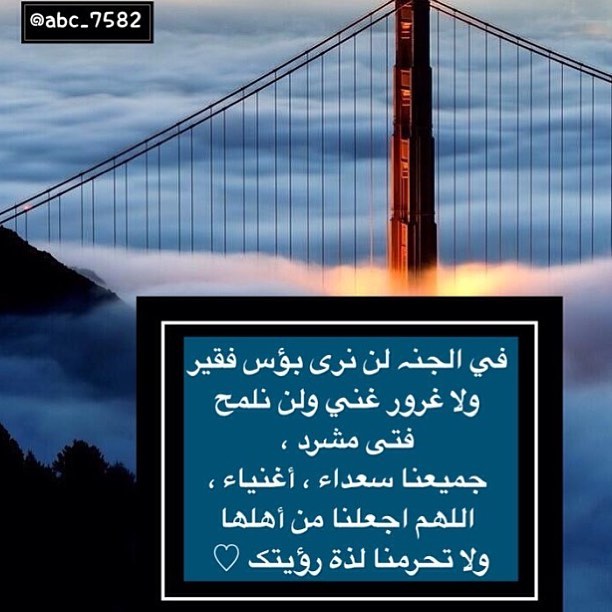 @abc_7582
في الجنہ لن نرى بؤس فقير
ولا غرور غني ولن نلمح
فتى مشرد ،
جميعنا سعداء ، أغنياء ،
اللهم اجعلنا من أهلها
ولا تحرمنا لذة رؤيتک ♡